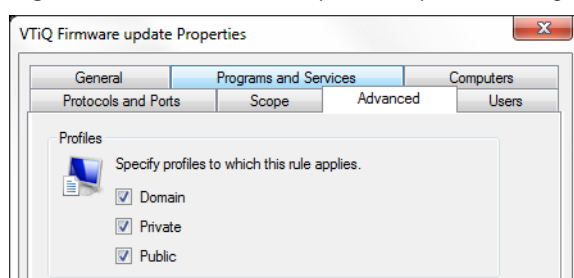 VTiQ Firmware update Properties
General Programs and Services Computers
Protocols and Ports Scope Advanced Users
Profiles
Specify profiles to which this rule applies.
Domain
Private
Public